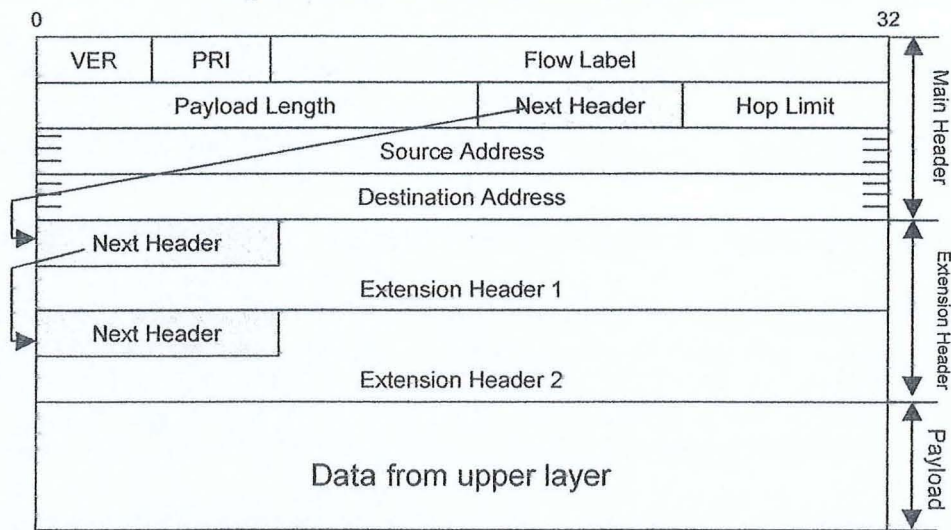 0 32
VER PRI Flow Label
Payload Length Next Header Hop Limit
Source Address
Destination Address
Next Header
Extension Header 1
Next Header
Extension Header 2
Data from upper layer
Main Header
Extension Header
Payload